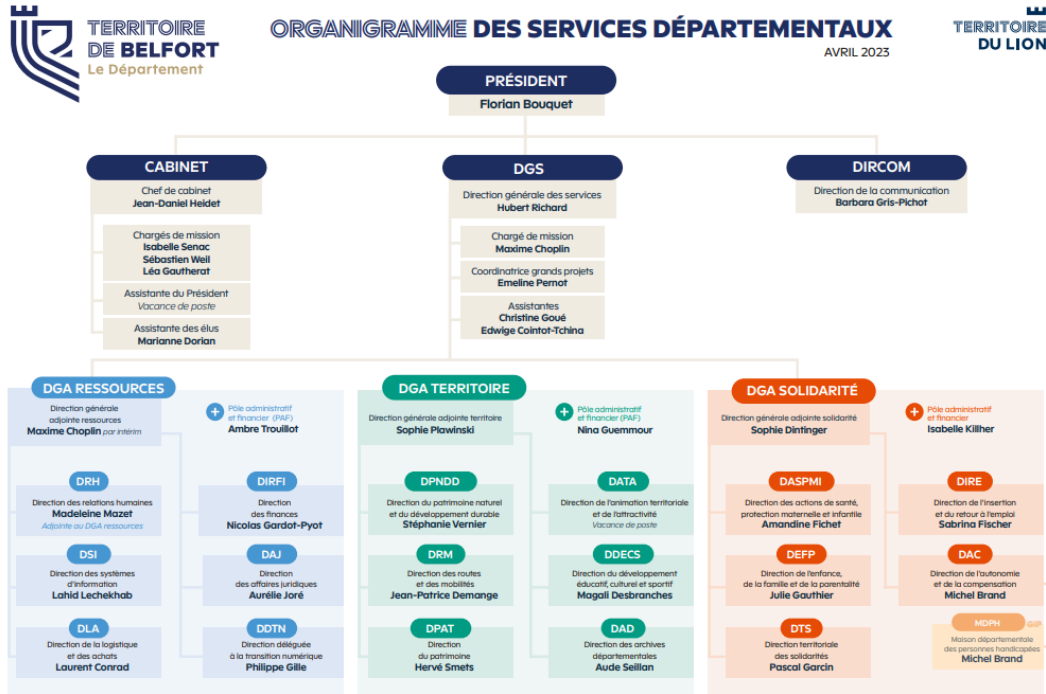 TERRITOIRE
DE BELFORT
Le Département
ORGANIGRAMME DES SERVICES DÉPARTEMENTAUX
AVRIL 2023
TERRITOIRE
DU LION
PRÉSIDENT
Florian Bouquet
CABINET
Chef de cabinet
Jean-Daniel Heidet
Chargés de mission
Isabelle Senac
Sébastien Weil
Léa Gautherat
Assistante du Président
Vacance de poste
Assistante des élus
Marianne Dorian
DGS
Direction générale des services
Hubert Richard
Chargé de mission
Maxime Choplin
Coordinatrice grands projets
Emeline Pernot
Assistantes
Christine Goué
Edwige Cointot-Tchina
DIRCOM
Direction de la communication
Barbara Gris-Pichot
DGA RESSOURCES
Direction générale
adjointe ressources
Maxime Choplin par intérim
+ Pôle administratif
et financier (PAF)
Ambre Trouillot
DRH
Direction des relations humaines
Madeleine Mazet
Adjointe au DGA ressources
DIRFI
Direction
des finances
Nicolas Gardot-Pyot
DSI
Direction des systèmes
d'information
Lahid Lechekhab
DAJ
Direction
des affaires juridiques
Aurélie Joré
DLA
Direction de la logistique
et des achats
Laurent Conrad
DDTN
Direction déléguée
à la transition numérique
Philippe Gille
DGA TERRITOIRE
Direction générale adjointe territoire
Sophie Plawinski
+ Pôle administratif
et financier (PAF)
Nina Guemmour
DPNDD
Direction du patrimoine naturel
et du développement durable
Stéphanie Vernier
DATA
Direction de l'animation territoriale
et de l'attractivité
Vacance de poste
DRM
Direction des routes
et des mobilités
Jean-Patrice Demange
DDECS
Direction du développement
éducatif, culturel et sportif
Magali Desbranches
DPAT
Direction
du patrimoine
Hervé Smets
DAD
Direction des archives
départementales
Aude Seillan
DGA SOLIDARITÉ
Direction générale adjointe solidarité
Sophie Dintinger
+ Pôle administratif
et financier
Isabelle Killher
DASPMI
Direction des actions de santé,
protection maternelle et infantile
Amandine Fichet
DIRE
Direction de l'insertion
et du retour à l'emploi
Sabrina Fischer
DEFP
Direction de l'enfance,
de la famille et de la parentalité
Julie Gauthier
DAC
Direction de l'autonomie
et de la compensation
Michel Brand
DTS
Direction territoriale
des solidarités
Pascal Garcin
MDPH GIP
Maison départementale
des personnes handicapées
Michel Brand